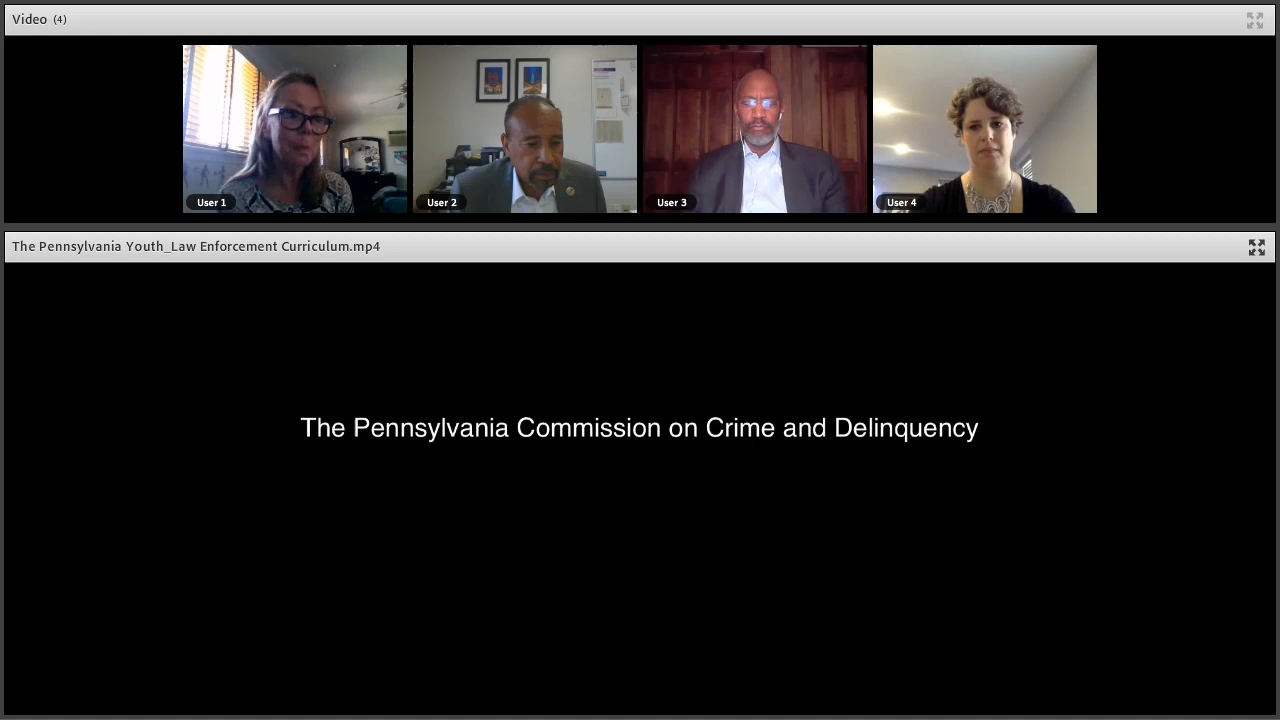 Video (4)
User 1
User 2
User 3
User 4
The Pennsylvania Youth_Law Enforcement Curriculum.mp4
The Pennsylvania Commission on Crime and Delinquency